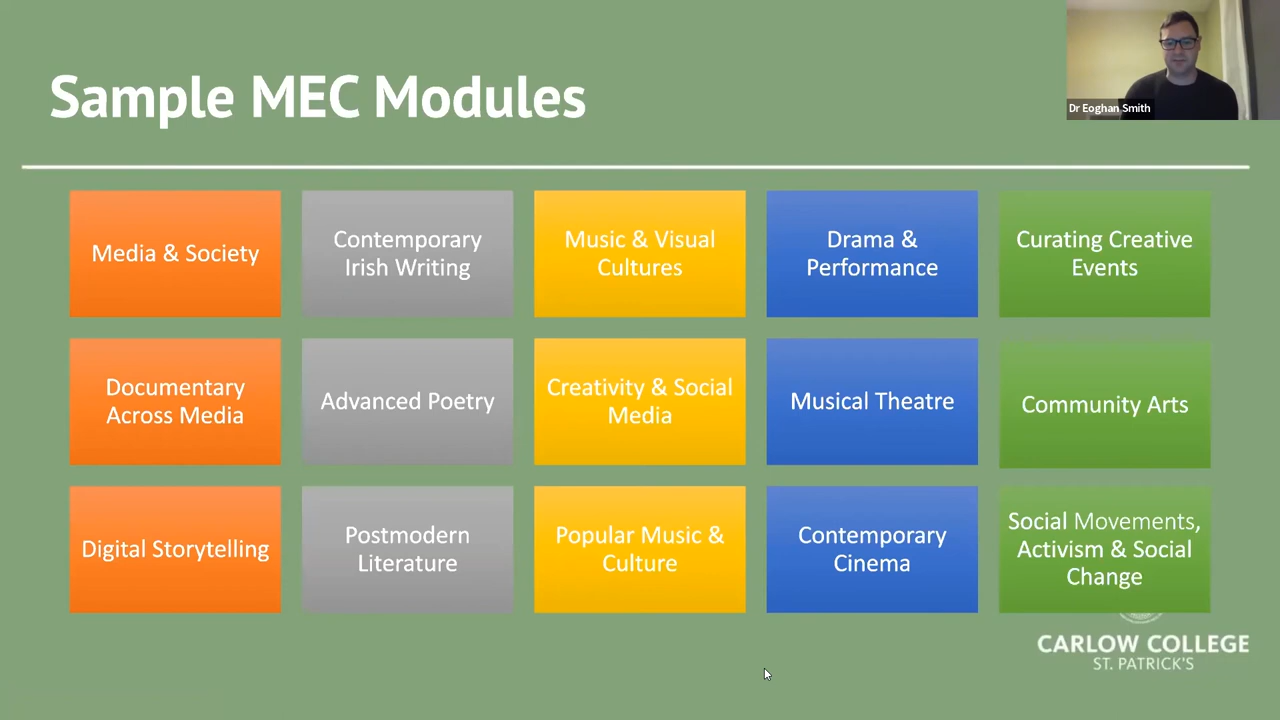 Sample MEC Modules
Dr Eoghan Smith
Media & Society
Contemporary
Irish Writing
Music & Visual
Cultures
Drama &
Performance
Curating Creative
Events
Documentary
Across Media
Advanced Poetry
Creativity & Social
Media
Musical Theatre
Community Arts
Digital Storytelling
Postmodern
Literature
Popular Music &
Culture
Contemporary
Cinema
Social Movements,
Activism & Social
Change
CARLOW COLLEGE
ST. PATRICK'S